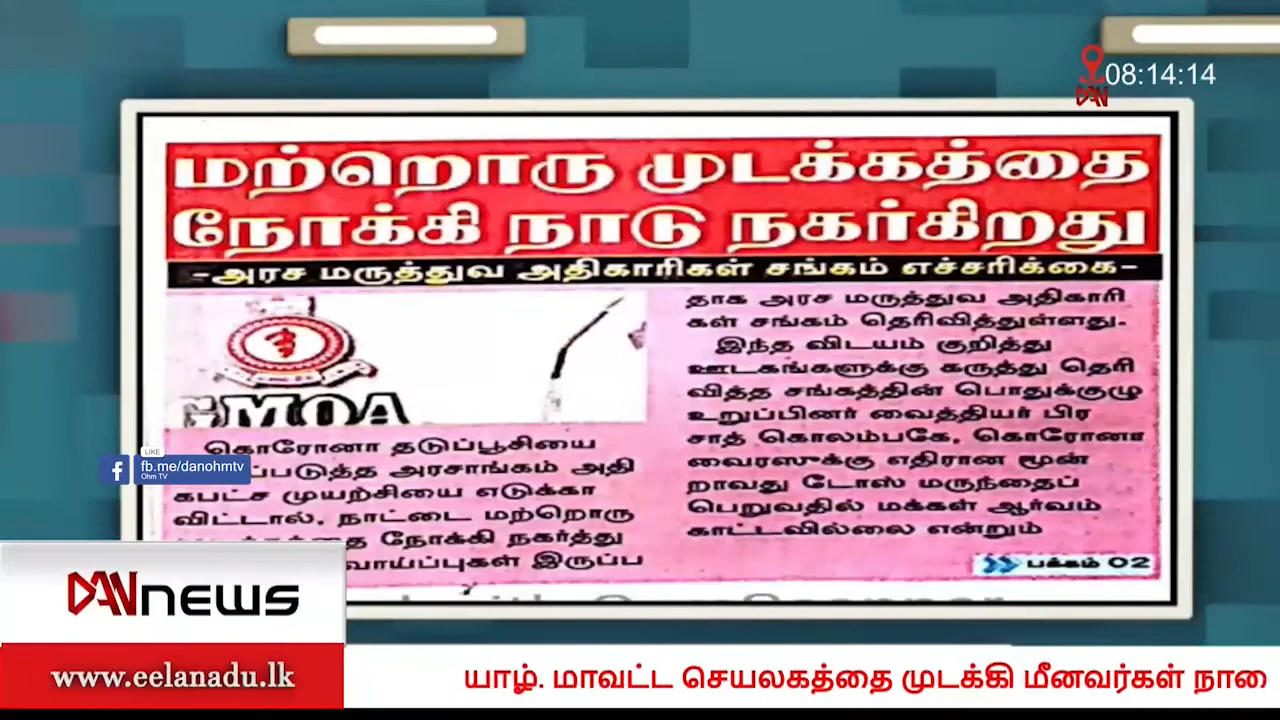 08:14:14
DAN
மற்றொரு முடக்கத்தை
நோக்கி நாடு நகர்கிறது
-அரச மருத்துவ அதிகாரிகள் சங்கம் எச்சரிக்கை-
GMOA
கொரோனா தடுப்பூசியை
அரசாங்கம் அதி
கபட்ச முயற்சியை எடுக்கா
விட்டால், நாட்டை மற்றொரு
நோக்கி நகர்த்து
வாய்ப்புகள் இருப்ப
தாக அரச மருத்துவ அதிகாரி
கள் சங்கம் தெரிவித்துள்ளது.
இந்த விடயம் குறித்து
ஊடகங்களுக்கு கருத்து தெரி
வித்த சங்கத்தின் பொதுக்குழு
உறுப்பினர் வைத்தியர் பிர
சாத் கொலம்பகே, கொரோனா
வைரஸுக்கு எதிரான மூன்
றாவது டோஸ் மருந்தைப்
பெறுவதில் மக்கள் ஆர்வம்
காட்டவில்லை என்றும்
பக்கம் 02
LIKE
fb.me/danohmtv
Ohm TV
DAN news
www.eelanadu.lk
யாழ். மாவட்ட செயலகத்தை முடக்கி மீனவர்கள்